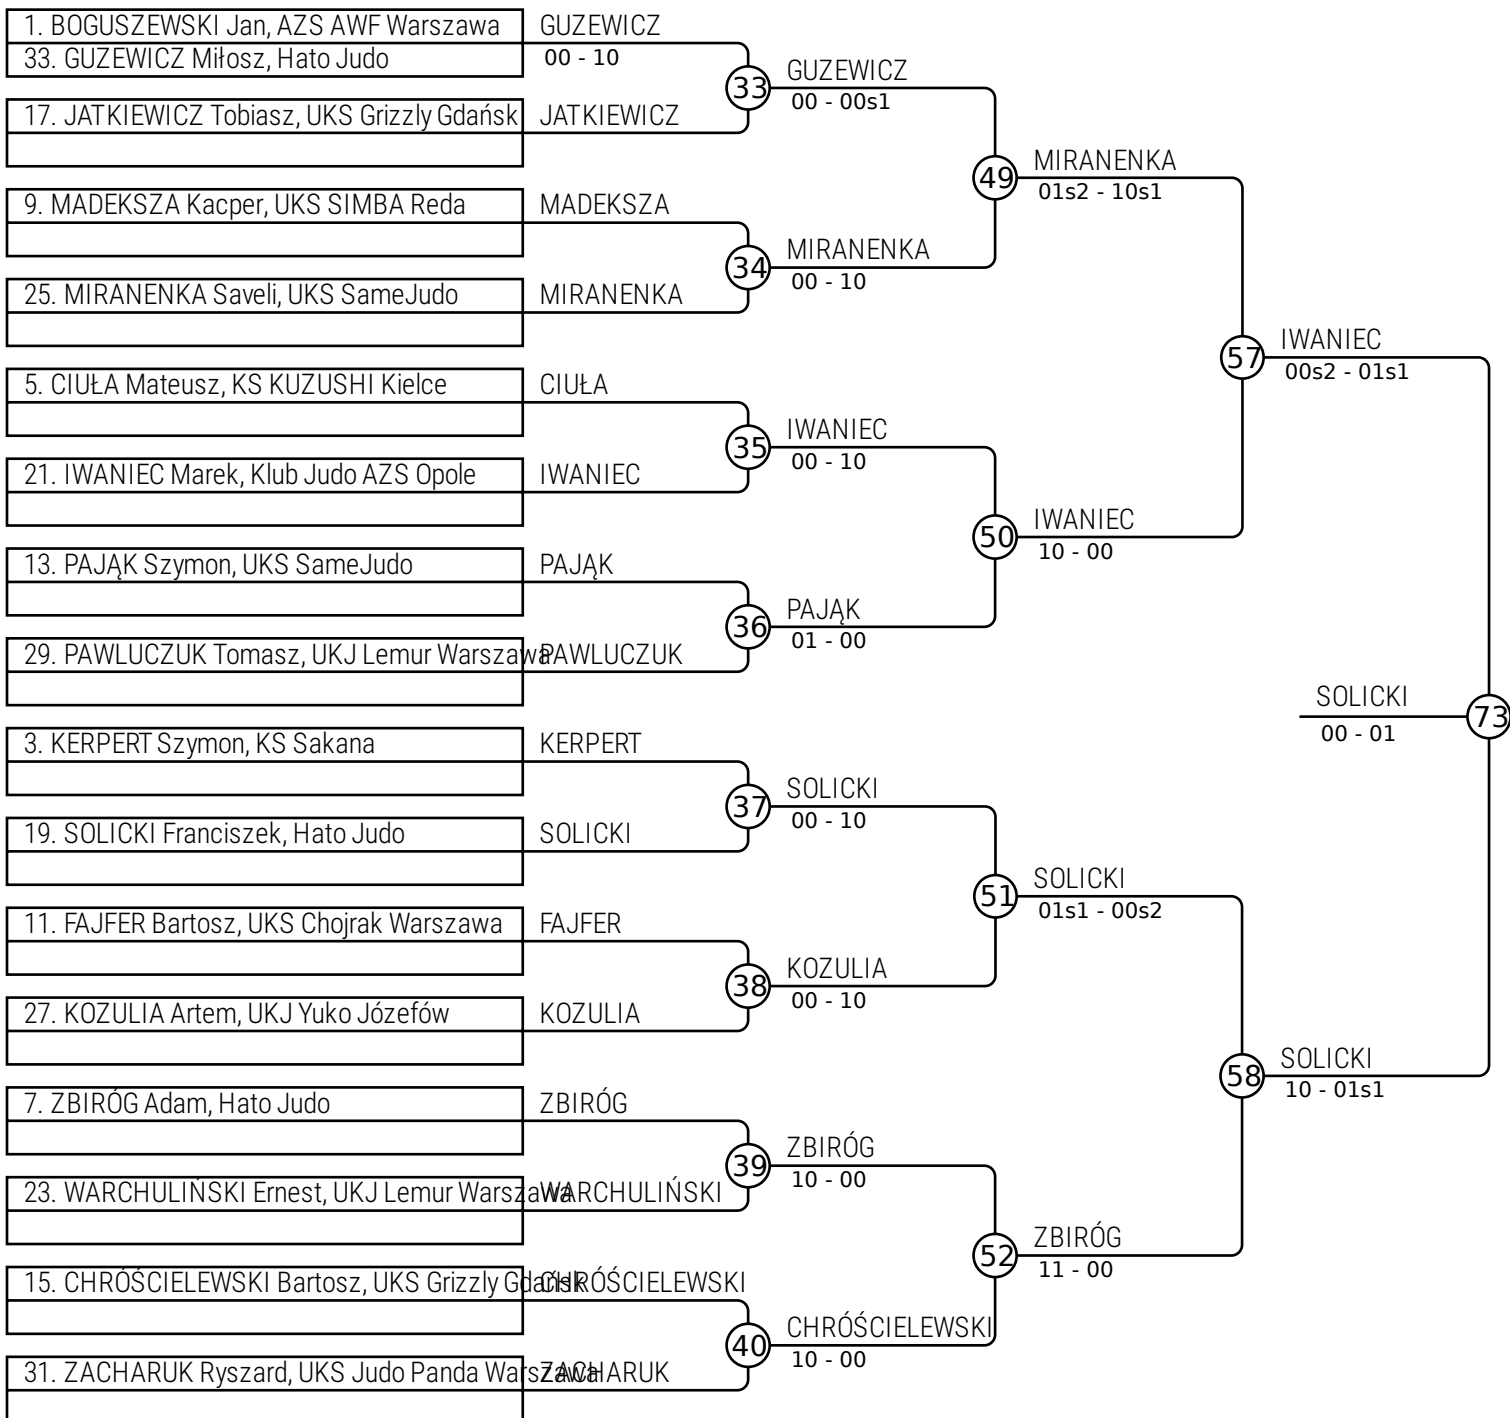 1. BOGUSZEWSKI Jan, AZS AWF Warszawa
33. GUZEWICZ Miłosz, Hato Judo
GUZEWICZ
00 - 10
33
GUZEWICZ
00 - 00s1
17. JATKIEWICZ Tobiasz, UKS Grizzly Gdańsk
JATKIEWICZ
49
MIRANENKA
01s2 - 10s1
9. MADEKSZA Kacper, UKS SIMBA Reda
MADEKSZA
34
MIRANENKA
00 - 10
25. MIRANENKA Saveli, UKS SameJudo
MIRANENKA
57
IWANIEC
00s2 - 01s1
5. CIUŁA Mateusz, KS KUZUSHI Kielce
CIUŁA
35
IWANIEC
00 - 10
21. IWANIEC Marek, Klub Judo AZS Opole
IWANIEC
50
IWANIEC
10 - 00
13. PAJĄK Szymon, UKS SameJudo
PAJĄK
36
PAJĄK
01 - 00
29. PAWLUCZUK Tomasz, UKJ Lemur Warszawa
PAWLUCZUK
SOLICKI
00 - 01
73
3. KERPERT Szymon, KS Sakana
KERPERT
37
SOLICKI
00 - 10
19. SOLICKI Franciszek, Hato Judo
SOLICKI
51
SOLICKI
01s1 - 00s2
11. FAJFER Bartosz, UKS Chojrak Warszawa
FAJFER
38
KOZULIA
00 - 10
27. KOZULIA Artem, UKJ Yuko Józefów
KOZULIA
58
SOLICKI
10 - 01s1
7. ZBIRÓG Adam, Hato Judo
ZBIRÓG
39
ZBIRÓG
10 - 00
23. WARCHULIŃSKI Ernest, UKJ Lemur Warszawa
WARCHULIŃSKI
52
ZBIRÓG
11 - 00
15. CHRÓŚCIELEWSKI Bartosz, UKS Grizzly Gdańsk
CHRÓŚCIELEWSKI
40
CHRÓŚCIELEWSKI
10 - 00
31. ZACHARUK Ryszard, UKS Judo Panda Warszawa
ZACHARUK